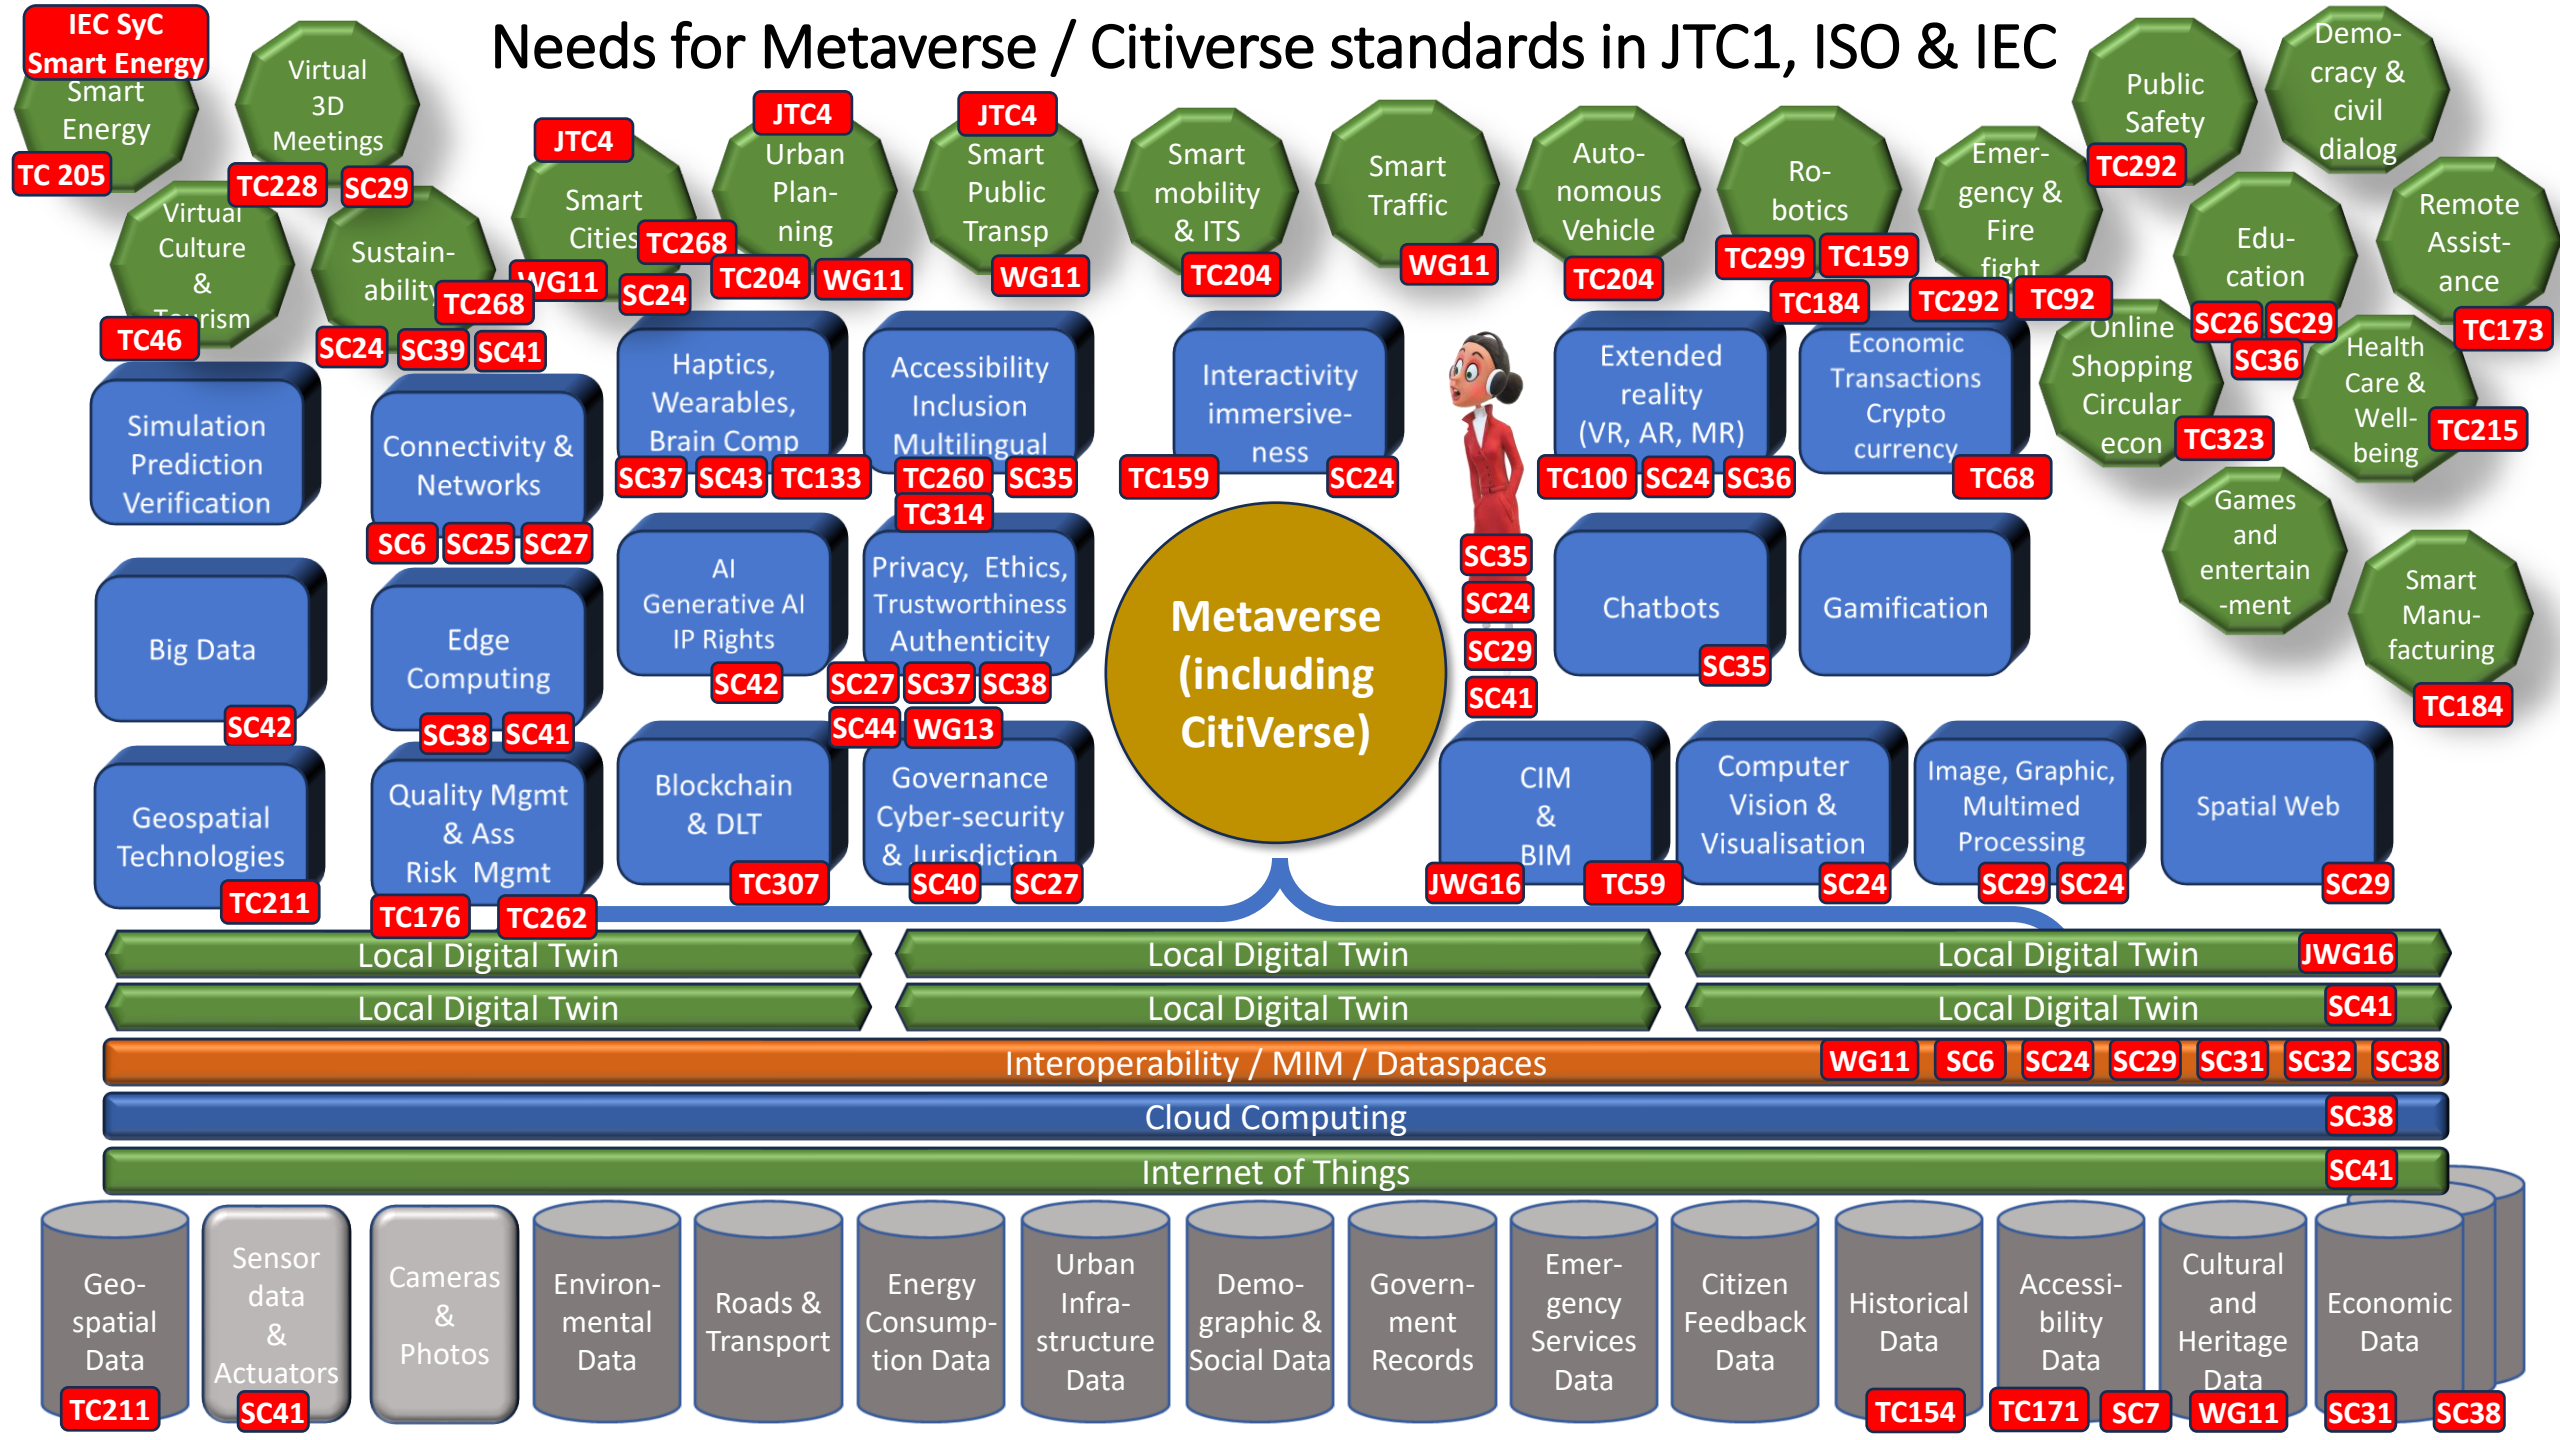 Needs for Metaverse / Citiverse standards in JTC1, ISO & IEC
IEC SyC
Smart Energy
Smart
Energy
TC 205
Virtual
3D
Meetings
TC228
SC29
Virtual
Culture
&
Tourism
TC46
Sustain-
ability
TC268
SC24
SC39
SC41
JTC4
Smart
Cities
TC268
WG11
SC24
JTC4
Urban
Plan-
ning
TC204
WG11
JTC4
Smart
Public
Transp
WG11
Smart
mobility
& ITS
TC204
Smart
Traffic
WG11
Auto-
nomous
Vehicle
TC204
Ro-
botics
TC299
TC159
TC184
Emer-
gency &
Fire
fight
TC292
TC92
Public
Safety
TC292
Demo-
cracy &
civil
dialog
Edu-
cation
SC26
SC29
SC36
Remote
Assist-
ance
TC173
Online
Shopping
Circular
econ
TC323
Health
Care &
Well-
being
TC215
Games
and
entertain
-ment
Smart
Manu-
facturing
TC184
Simulation
Prediction
Verification
Connectivity &
Networks
SC6
SC25
SC27
Haptics,
Wearables,
Brain Comp
SC37
SC43
TC133
Accessibility
Inclusion
Multilingual
TC260
SC35
TC314
Interactivity
immersive-
ness
TC159
SC24
Extended
reality
(VR, AR, MR)
TC100
SC24
SC36
Economic
Transactions
Crypto
currency
TC68
Big Data
SC42
Edge
Computing
SC38
SC41
AI
Generative AI
IP Rights
SC42
Privacy, Ethics,
Trustworthiness
Authenticity
SC27
SC37
SC38
SC44
WG13
Metaverse
(including
CitiVerse)
SC35
SC24
SC29
SC41
Chatbots
SC35
Gamification
Geospatial
Technologies
TC211
Quality Mgmt
& Ass
Risk Mgmt
TC176
TC262
Blockchain
& DLT
TC307
Governance
Cyber-security
& Jurisdiction
SC40
SC27
CIM
&
BIM
JWG16
TC59
Computer
Vision &
Visualisation
SC24
Image, Graphic,
Multimed
Processing
SC29
SC24
Spatial Web
SC29
Local Digital Twin
Local Digital Twin
Local Digital Twin
JWG16
Local Digital Twin
Local Digital Twin
Local Digital Twin
SC41
Interoperability / MIM / Dataspaces
WG11
SC6
SC24
SC29
SC31
SC32
SC38
Cloud Computing
SC38
Internet of Things
SC41
Geo-
spatial
Data
TC211
Sensor
data
&
Actuators
SC41
Cameras
&
Photos
Environ-
mental
Data
Roads &
Transport
Energy
Consump-
tion Data
Urban
Infra-
structure
Data
Demo-
graphic &
Social Data
Govern-
ment
Records
Emer-
gency
Services
Data
Citizen
Feedback
Data
Historical
Data
TC154
Accessi-
bility
Data
TC171
SC7
Cultural
and
Heritage
Data
WG11
Economic
Data
SC31
SC38